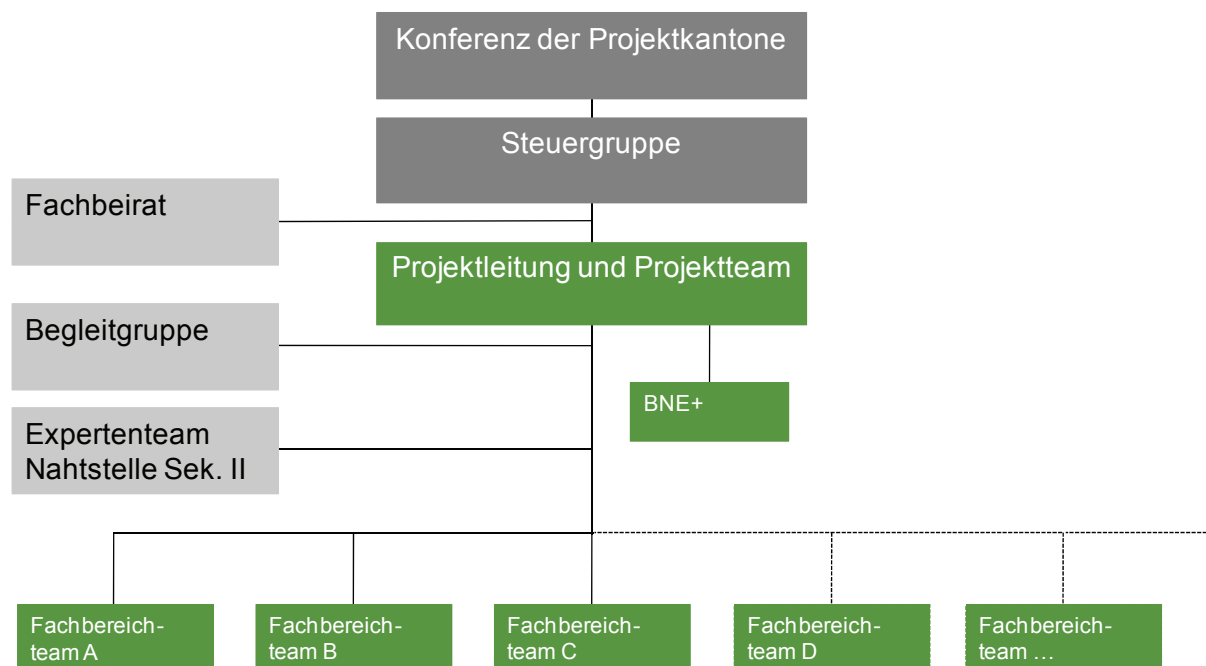 Konferenz der Projektkantone
Steuergruppe
Fachbeirat
Projektleitung und Projektteam
Begleitgruppe
BNE+
Expertenteam
Nahtstelle Sek. II
Fachbereich-
team A
Fachbereich-
team B
Fachbereich-
team C
Fachbereich-
team D
Fachbereich-
team …